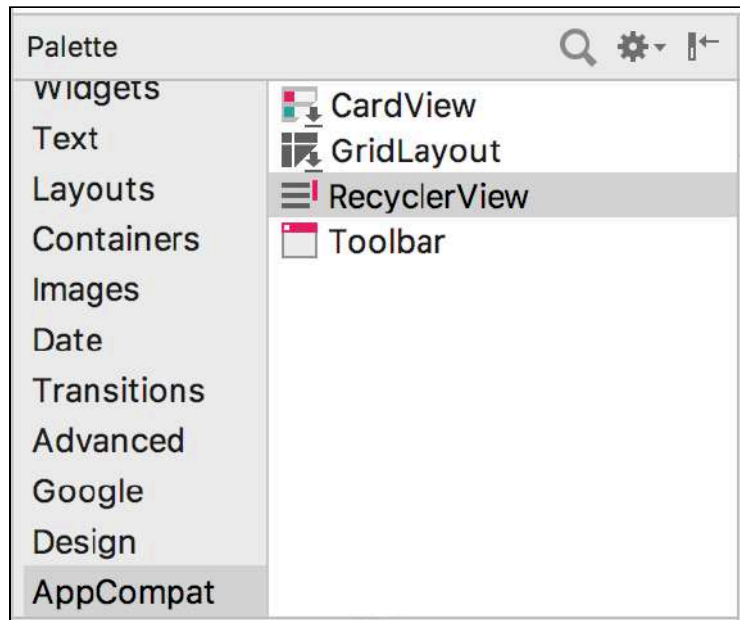 Palette
Widgets
Text
Layouts
Containers
Images
Date
Transitions
Advanced
Google
Design
AppCompat
CardView
GridLayout
RecyclerView
Toolbar